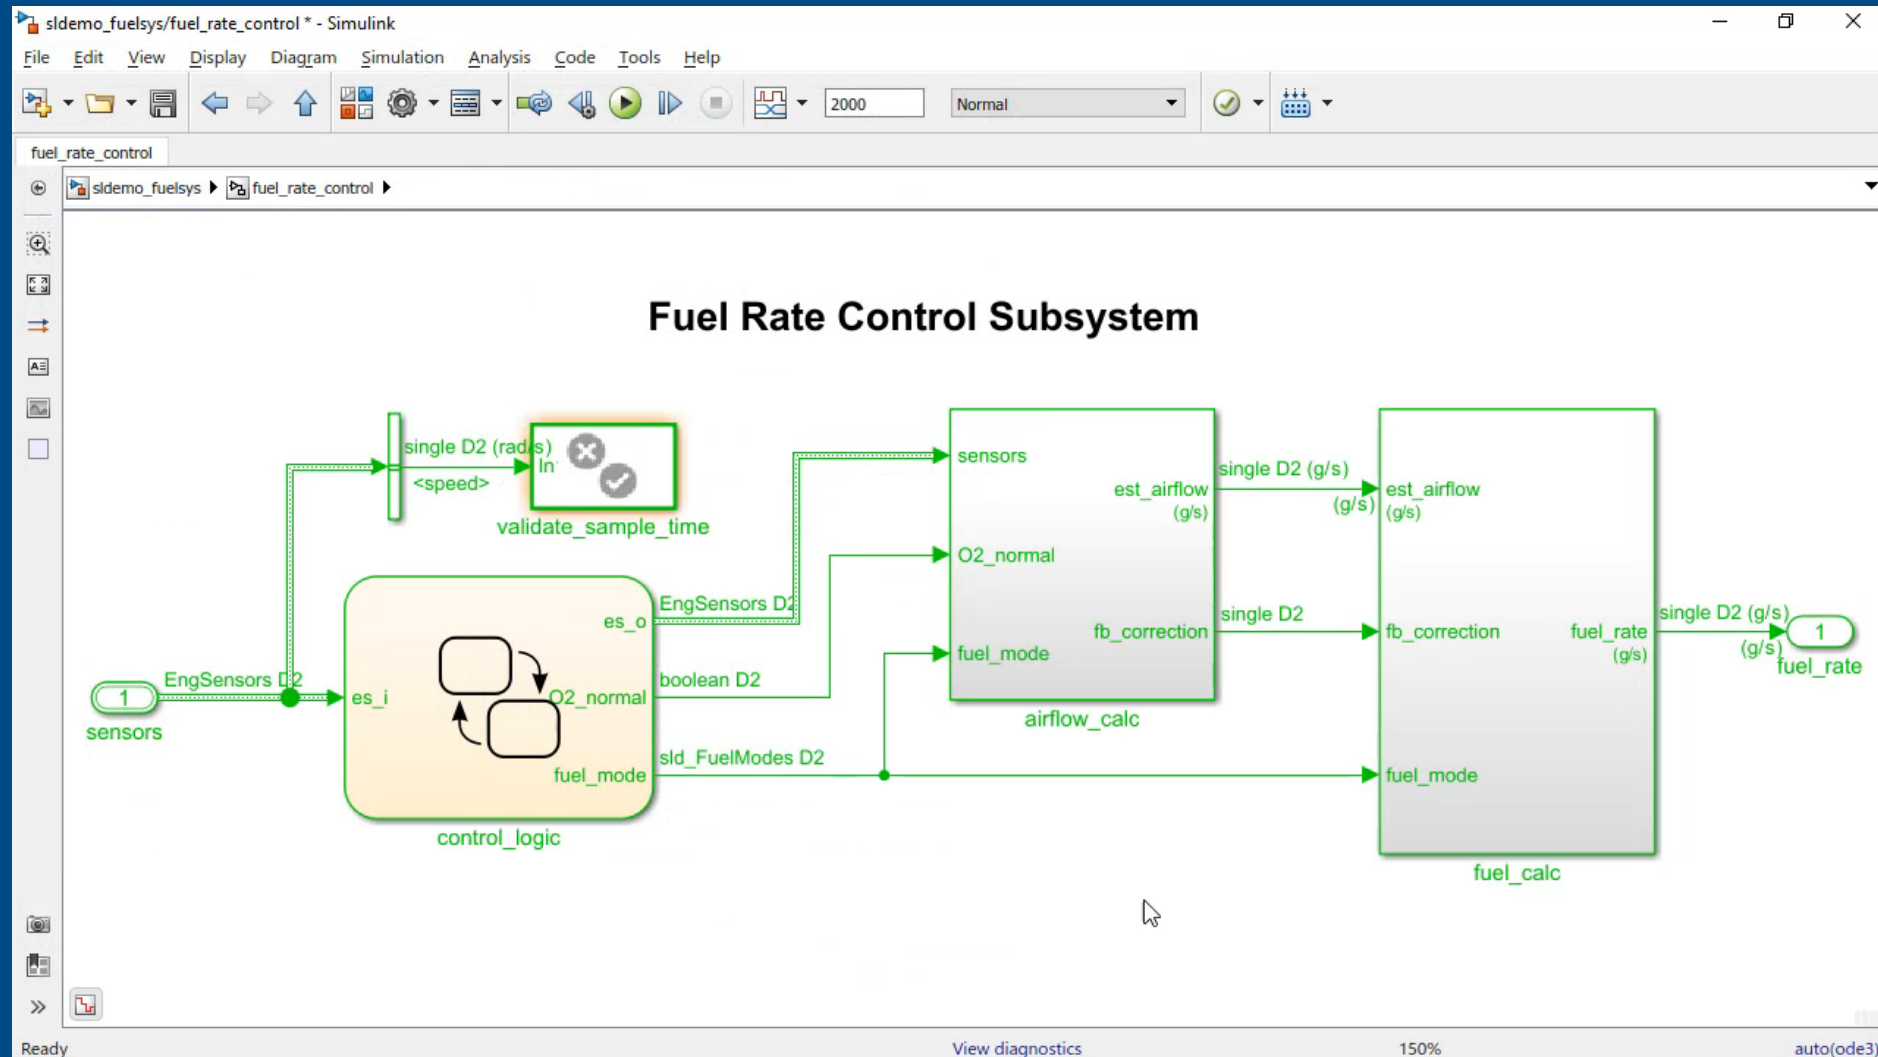 sldemo_fuelsys/fuel_rate_control * - Simulink
File Edit View Display Diagram Simulation Analysis Code Tools Help
2000 Normal
fuel_rate_control
sldemo_fuelsys fuel_rate_control
Fuel Rate Control Subsystem
single D2 (rad/s)
In
<speed>
validate_sample_time
sensors
est_airflow
(g/s)
O2_normal
fb_correction
fuel_mode
airflow_calc
single D2 (g/s)
(g/s)
est_airflow
(g/s)
single D2
fb_correction
fuel_rate
(g/s)
fuel_mode
fuel_calc
single D2 (g/s)
(g/s)
1
fuel_rate
EngSensors D2
es_o
boolean D2
O2_normal
sld_FuelModes D2
fuel_mode
EngSensors D2
1
es_i
sensors
control_logic
Ready View diagnostics 150% auto(ode3)